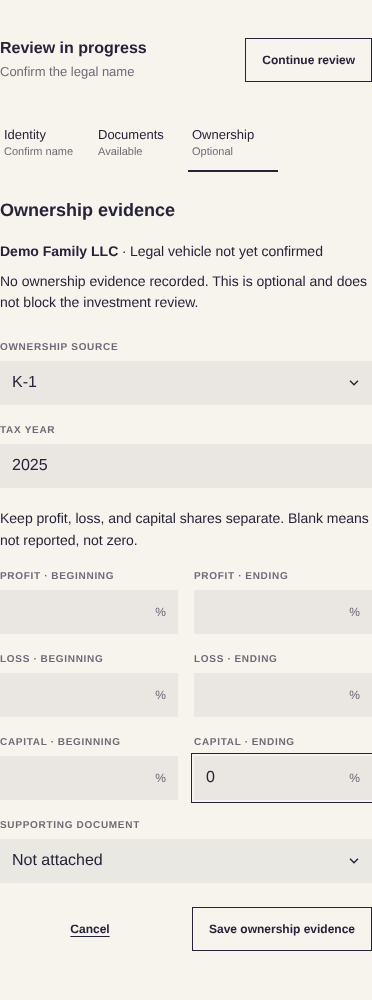 Review in progress
Confirm the legal name
Continue review
Identity
Confirm name
Documents
Available
Ownership
Optional
Ownership evidence
Demo Family LLC · Legal vehicle not yet confirmed
No ownership evidence recorded. This is optional and does
not block the investment review.
OWNERSHIP SOURCE
K-1
TAX YEAR
2025
Keep profit, loss, and capital shares separate. Blank means
not reported, not zero.
PROFIT · BEGINNING
PROFIT · ENDING
%
%
LOSS · BEGINNING
LOSS · ENDING
%
%
CAPITAL · BEGINNING
CAPITAL · ENDING
%
0 %
SUPPORTING DOCUMENT
Not attached
Cancel
Save ownership evidence